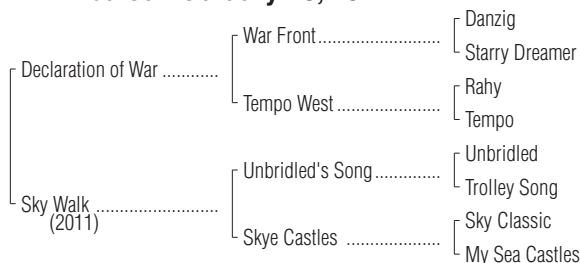 Danzig
War Front
Starry Dreamer
Declaration of War
Rahy
Tempo West
Tempo
Unbridled
Unbridled's Song
Trolley Song
Sky Walk
(2011)
Sky Classic
Skye Castles
My Sea Castles